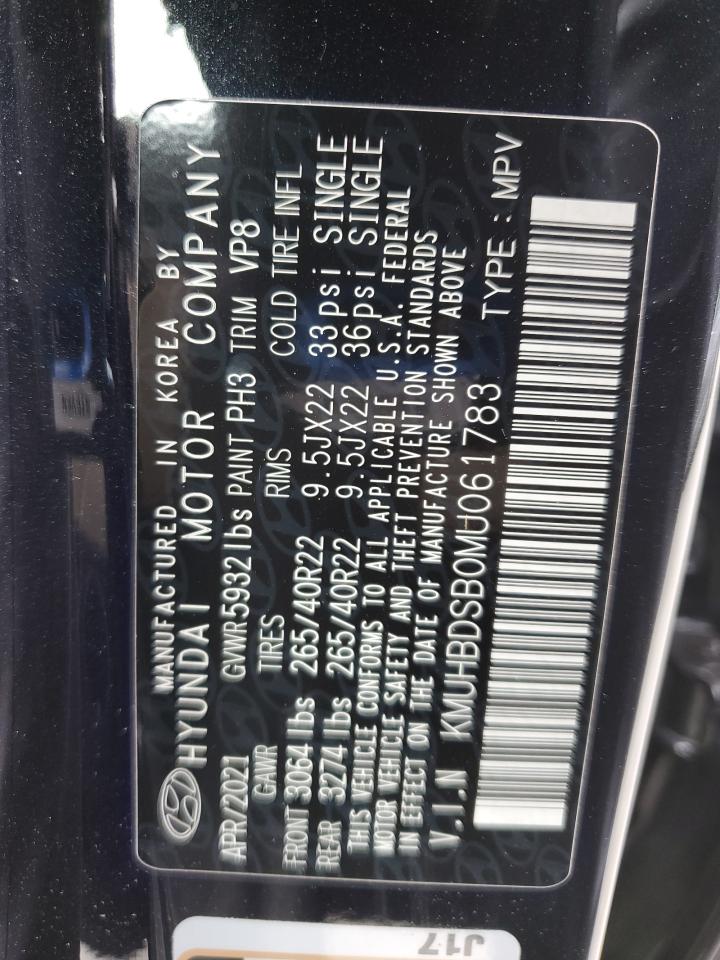 MANUFACTURED IN KOREA BY
HYUNDAI MOTOR COMPANY
APR/2021 GVWR 5932 lbs PAINT PH3 TRIM VP8
GAWR TIRES RIMS COLD TIRE INFL
FRONT 3064 lbs 265/40R22 9.5JX22 33psi SINGLE
REAR 3274 lbs 265/40R22 9.5JX22 36psi SINGLE
THIS VEHICLE CONFORMS TO ALL APPLICABLE U.S.A. FEDERAL
MOTOR VEHICLE SAFETY AND THEFT PREVENTION STANDARDS
IN EFFECT ON THE DATE OF MANUFACTURE SHOWN ABOVE
V.I.N KMUHBDSB0MU061783 TYPE : MPV
J17